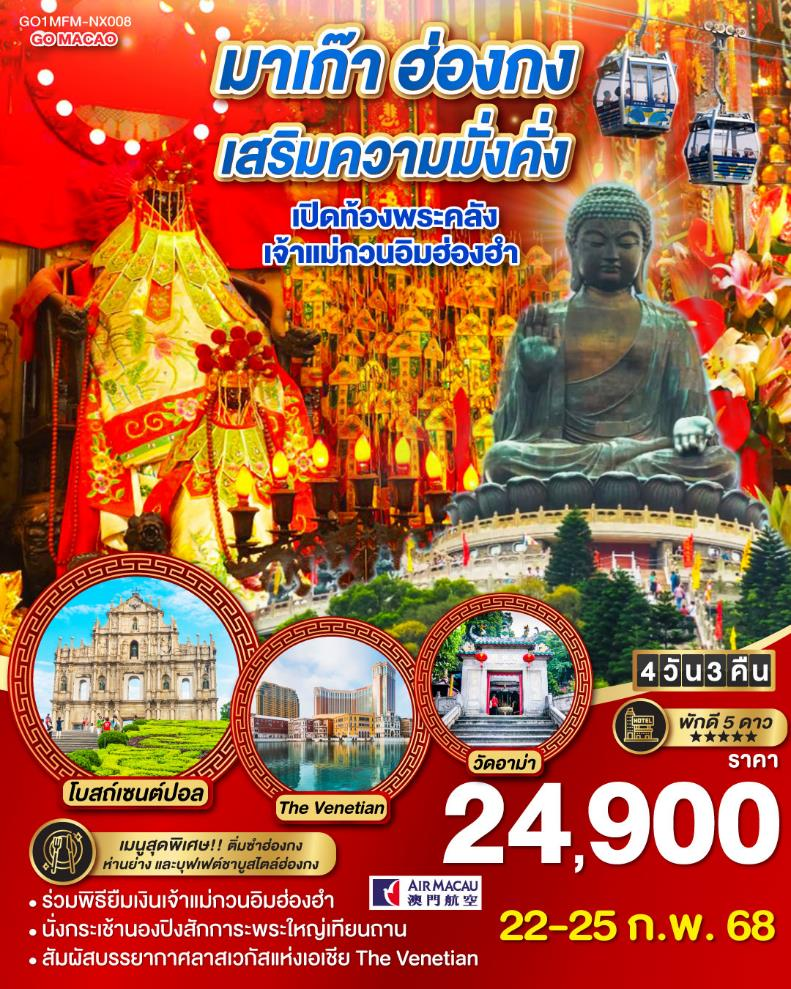 GO1MFM-NX008
GO MACAO
มาเก๊า ฮ่องกง
เสริมความมั่งคั่ง
เปิดท้องพระคลัง
เจ้าแม่กวนอิมฮ่องฮำ
4 วัน 3 คืน
HOTEL
พักดี 5 ดาว
★★★★★
โบสถ์เซนต์ปอล
The Venetian
วัดอาม่า
ราคา
24,900
เมนูสุดพิเศษ!! ติ่มซำฮ่องกง
ห่านย่าง และบุฟเฟต์ชาบูสไตล์ฮ่องกง
AIR MACAU
澳門航空
22-25 ก.พ. 68
• ร่วมพิธียืมเงินเจ้าแม่กวนอิมฮ่องฮำ
• นั่งกระเช้านองปิงสักการะพระใหญ่เทียนถาน
• สัมผัสบรรยากาศลาสเวกัสแห่งเอเชีย The Venetian